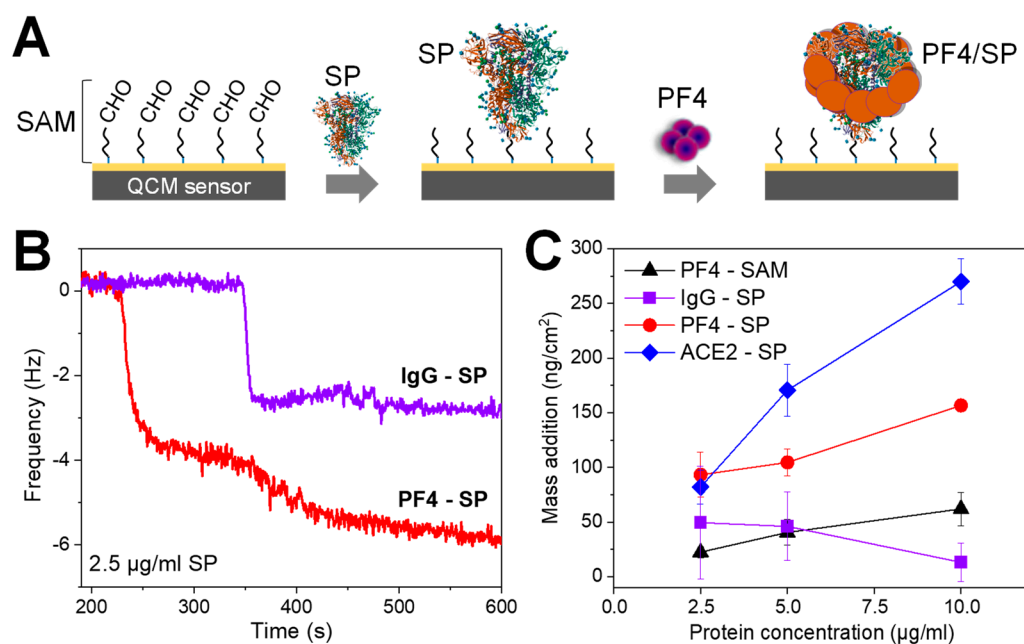 A
SAM
CHO CHO CHO CHO CHO
SP
SP
PF4
PF4/SP
QCM sensor
B
Frequency (Hz)
0
-2
-4
-6
IgG - SP
PF4 - SP
2.5 μg/ml SP
200 300 400 500 600
Time (s)
C
Mass addition (ng/cm²)
300
250
200
150
100
50
0
PF4 - SAM
IgG - SP
PF4 - SP
ACE2 - SP
0.0 2.5 5.0 7.5 10.0
Protein concentration (μg/ml)